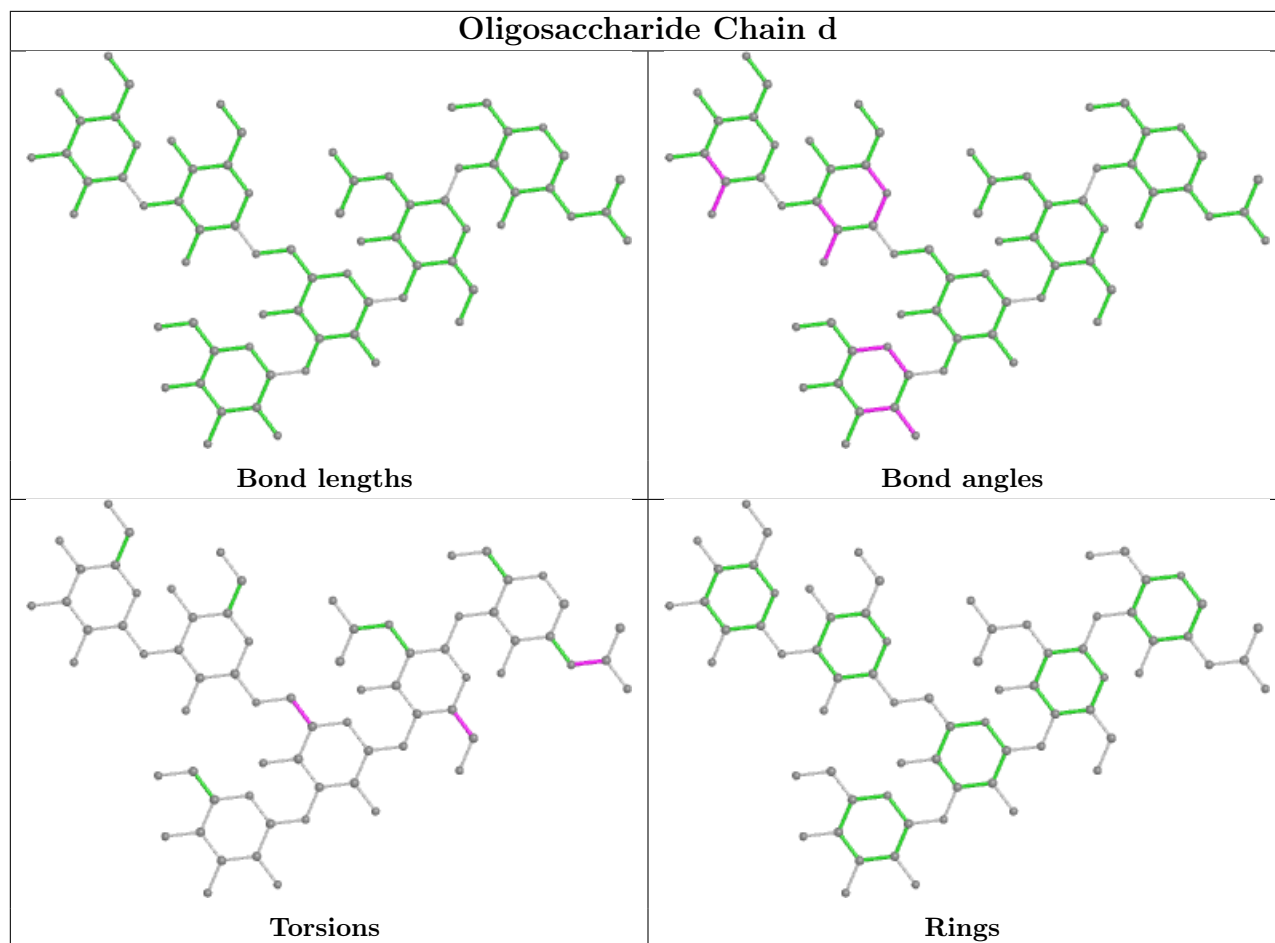 Oligosaccharide Chain d
Bond lengths
Bond angles
Torsions
Rings